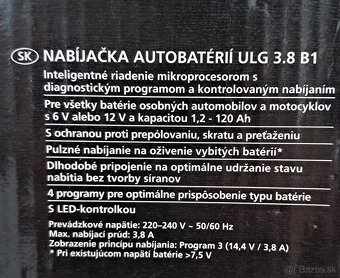 SK NABÍJAČKA AUTOBATÉRIÍ ULG 3.8 B1
Inteligentné riadenie mikroprocesorom s
diagnostickým programom a kontrolovaným nabíjaním
Pre všetky batérie osobných automobilov a motocyklov
s 6 V alebo 12 V a kapacitou 1,2 - 120 Ah
S ochranou proti prepólovaniu, skratu a preťaženiu
Pulzné nabíjanie na oživenie vybitých batérií*
Dlhodobé pripojenie na optimálne udržanie stavu
nabitia bez tvorby síranov
4 programy pre optimálne prispôsobenie typu batérie
S LED-kontrolkou
Prevádzkové napätie: 220–240 V ~ 50/60 Hz
Max. nabíjací prúd: 3,8 A
Zobrazenie princípu nabíjania: Program 3 (14,4 V / 3,8 A)
* Pri existujúcom napätí batérie >7,5 V
Bazos.sk